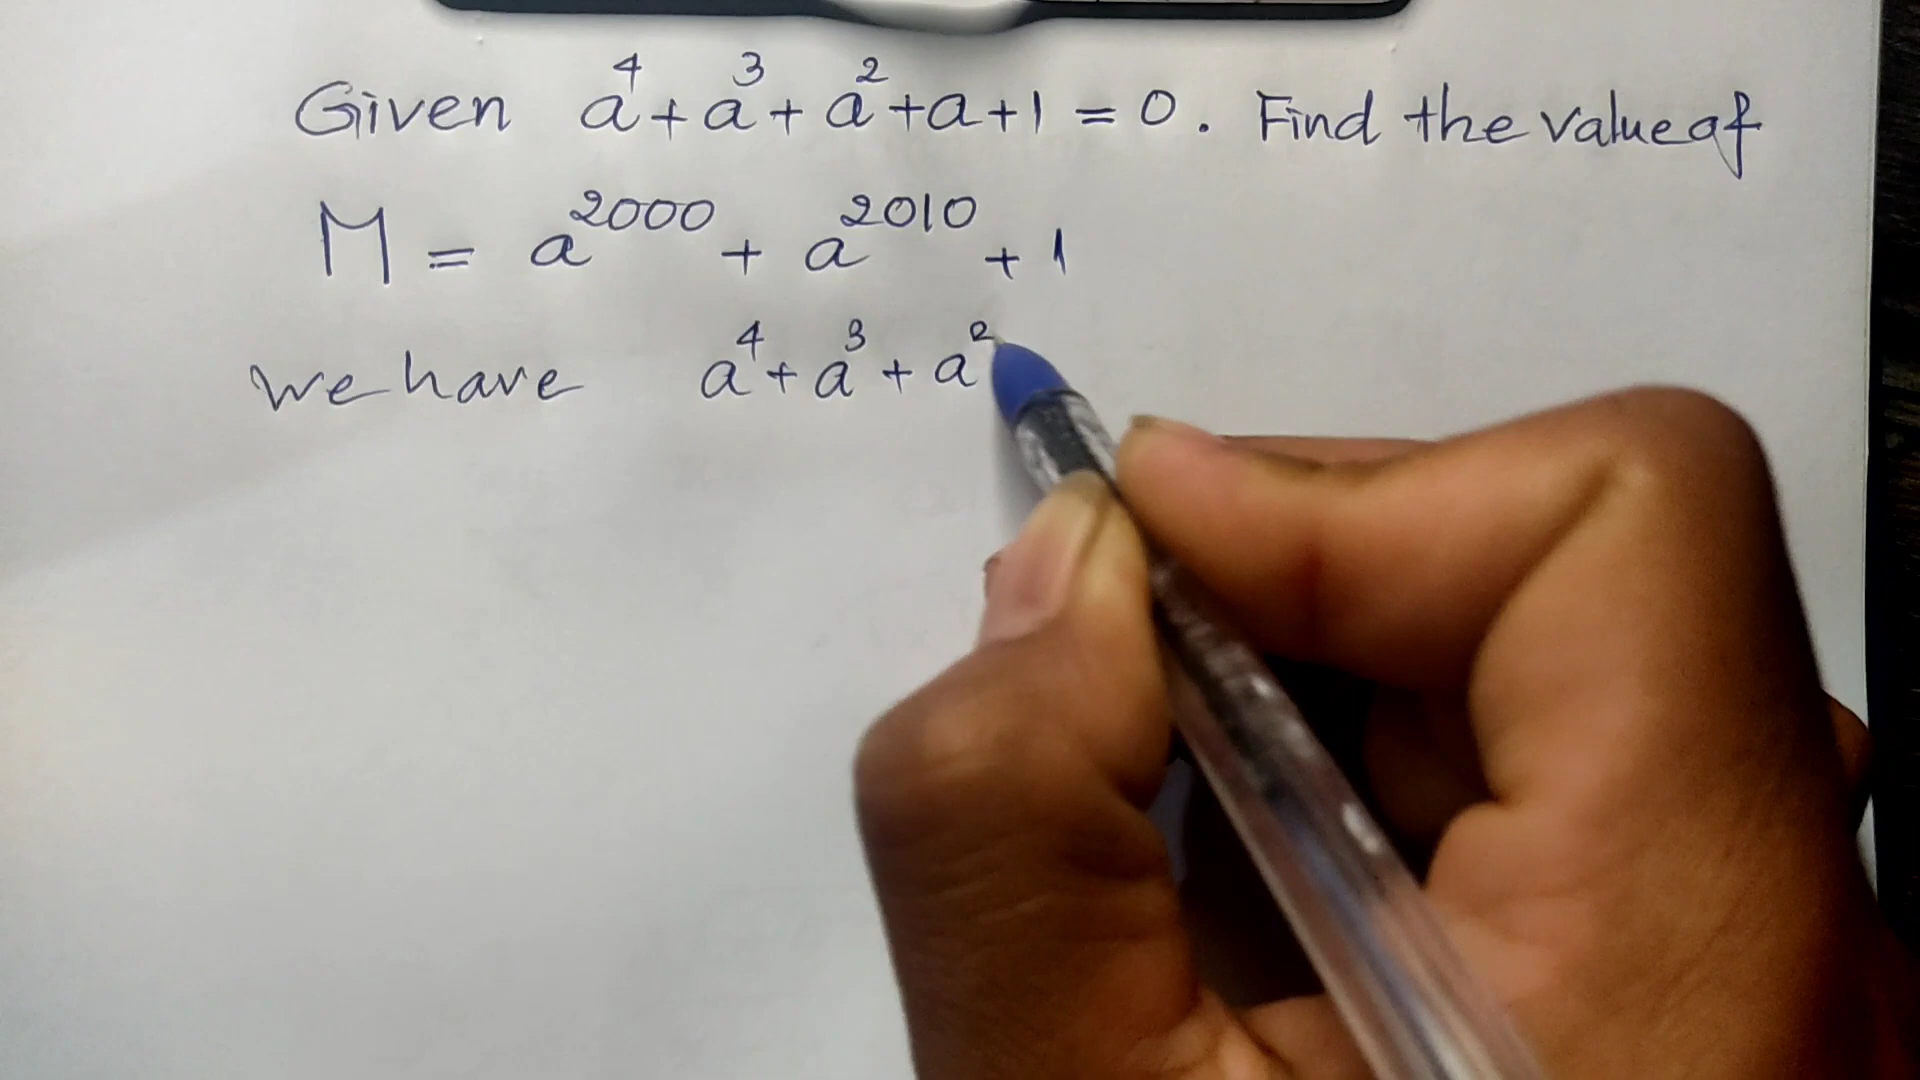 Given a⁴ + a³ + a² + a + 1 = 0. Find the value of
M = a²⁰⁰⁰ + a²⁰¹⁰ + 1
We have a⁴ + a³ + a²